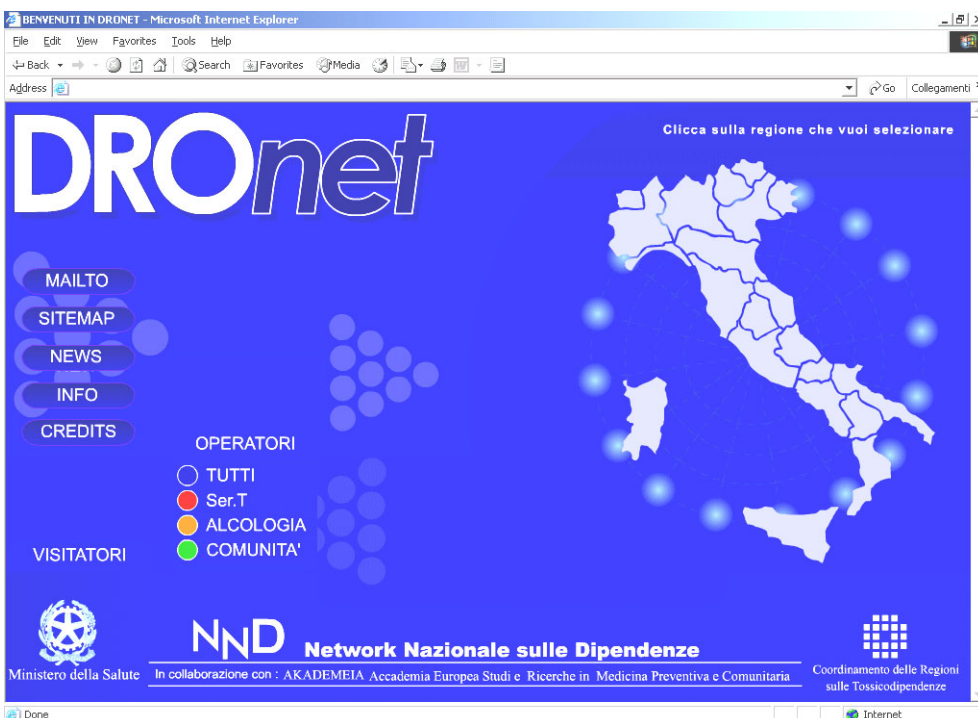 BENVENUTI IN DRONET - Microsoft Internet Explorer
File Edit View Favorites Tools Help
Back Search Favorites Media
Address Go Collegamenti
DROnet
Clicca sulla regione che vuoi selezionare
MAILTO
SITEMAP
NEWS
INFO
CREDITS
OPERATORI
TUTTI
Ser.T
ALCOLOGIA
COMUNITA'
VISITATORI
NND Network Nazionale sulle Dipendenze
Ministero della Salute
In collaborazione con : AKADEMEIA Accademia Europea Studi e Ricerche in Medicina Preventiva e Comunitaria
Coordinamento delle Regioni
sulle Tossicodipendenze
Done Internet